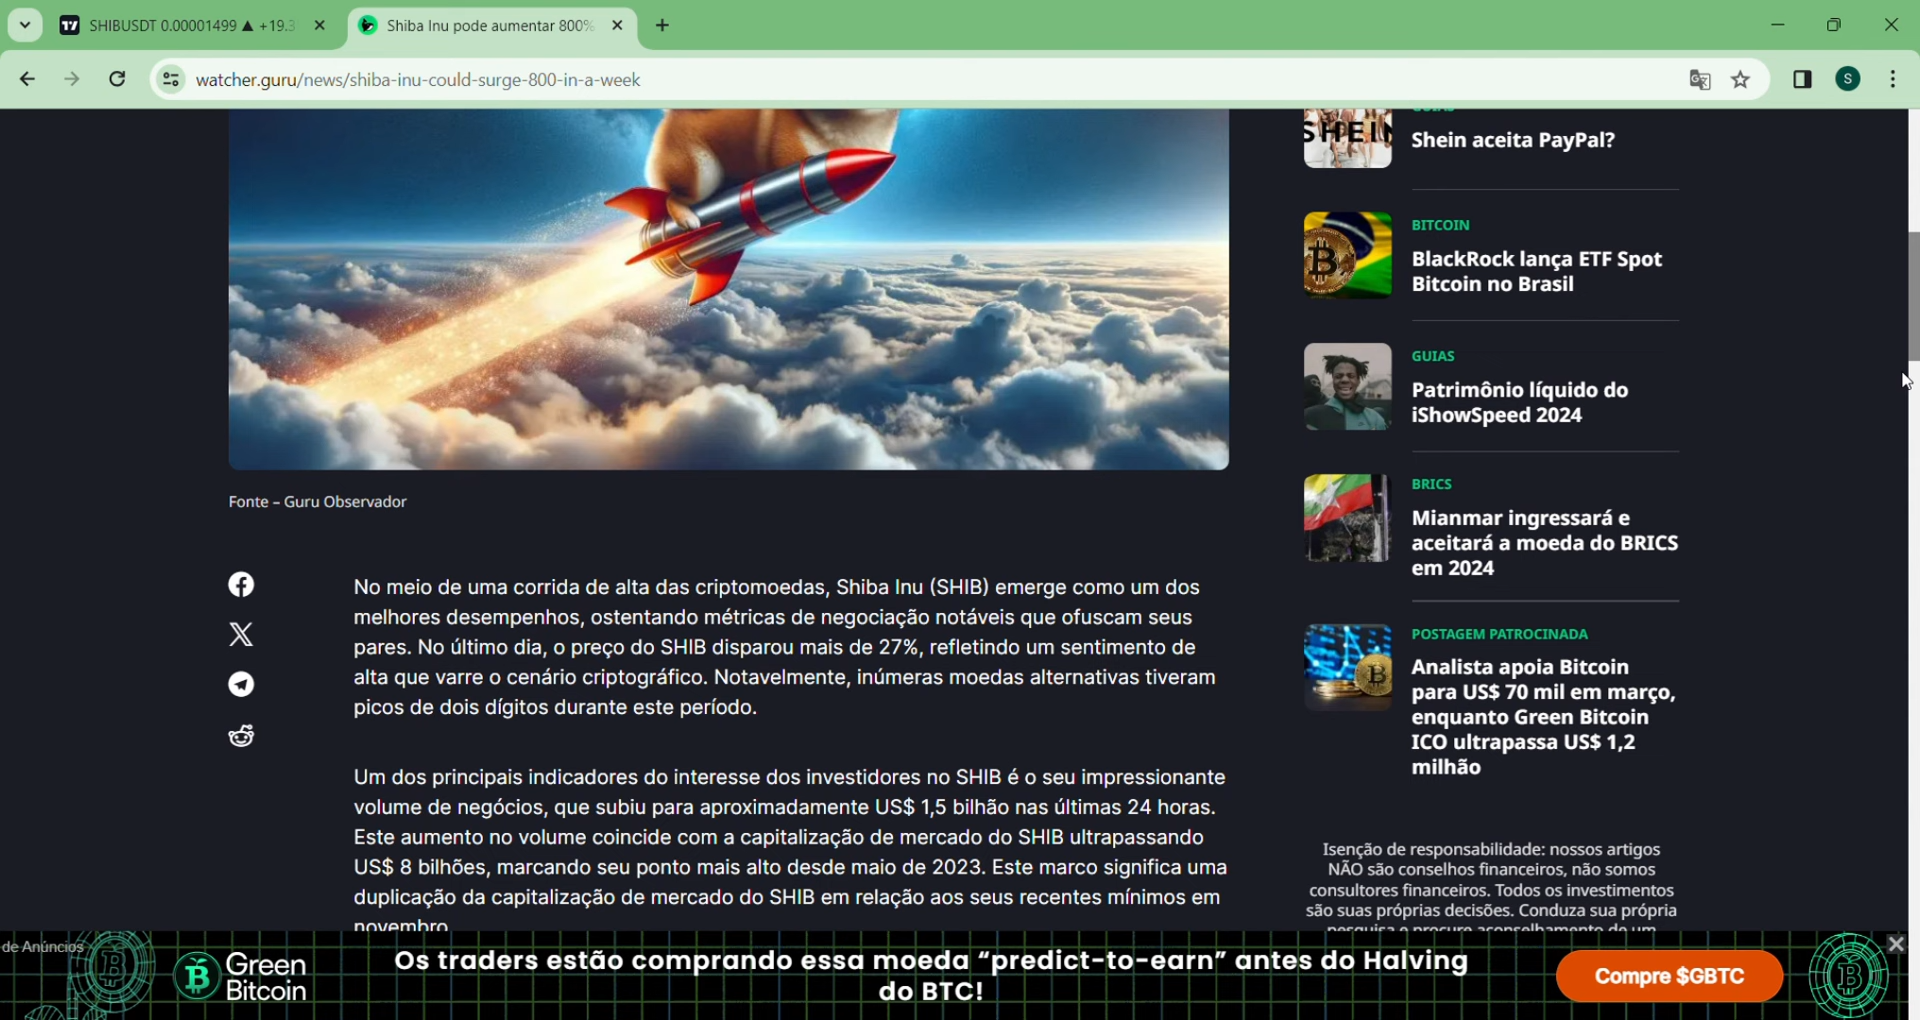 SHIBUSDT 0.00001499 ▲ +19.3
Shiba Inu pode aumentar 800%
watcher.guru/news/shiba-inu-could-surge-800-in-a-week
S
SHEIN
Shein aceita PayPal?
BITCOIN
BlackRock lança ETF Spot
Bitcoin no Brasil
GUIAS
Patrimônio líquido do
iShowSpeed 2024
BRICS
Mianmar ingressará e
aceitará a moeda do BRICS
em 2024
POSTAGEM PATROCINADA
Analista apoia Bitcoin
para US$ 70 mil em março,
enquanto Green Bitcoin
ICO ultrapassa US$ 1,2
milhão
Isenção de responsabilidade: nossos artigos
NÃO são conselhos financeiros, não somos
consultores financeiros. Todos os investimentos
são suas próprias decisões. Conduza sua própria
pesquisa e procure aconselhamento de um
Fonte – Guru Observador
No meio de uma corrida de alta das criptomoedas, Shiba Inu (SHIB) emerge como um dos
melhores desempenhos, ostentando métricas de negociação notáveis que ofuscam seus
pares. No último dia, o preço do SHIB disparou mais de 27%, refletindo um sentimento de
alta que varre o cenário criptográfico. Notavelmente, inúmeras moedas alternativas tiveram
picos de dois dígitos durante este período.
Um dos principais indicadores do interesse dos investidores no SHIB é o seu impressionante
volume de negócios, que subiu para aproximadamente US$ 1,5 bilhão nas últimas 24 horas.
Este aumento no volume coincide com a capitalização de mercado do SHIB ultrapassando
US$ 8 bilhões, marcando seu ponto mais alto desde maio de 2023. Este marco significa uma
duplicação da capitalização de mercado do SHIB em relação aos seus recentes mínimos em
novembro
de Anúncios
Green
Bitcoin
Os traders estão comprando essa moeda “predict-to-earn” antes do Halving
do BTC!
Compre $GBTC